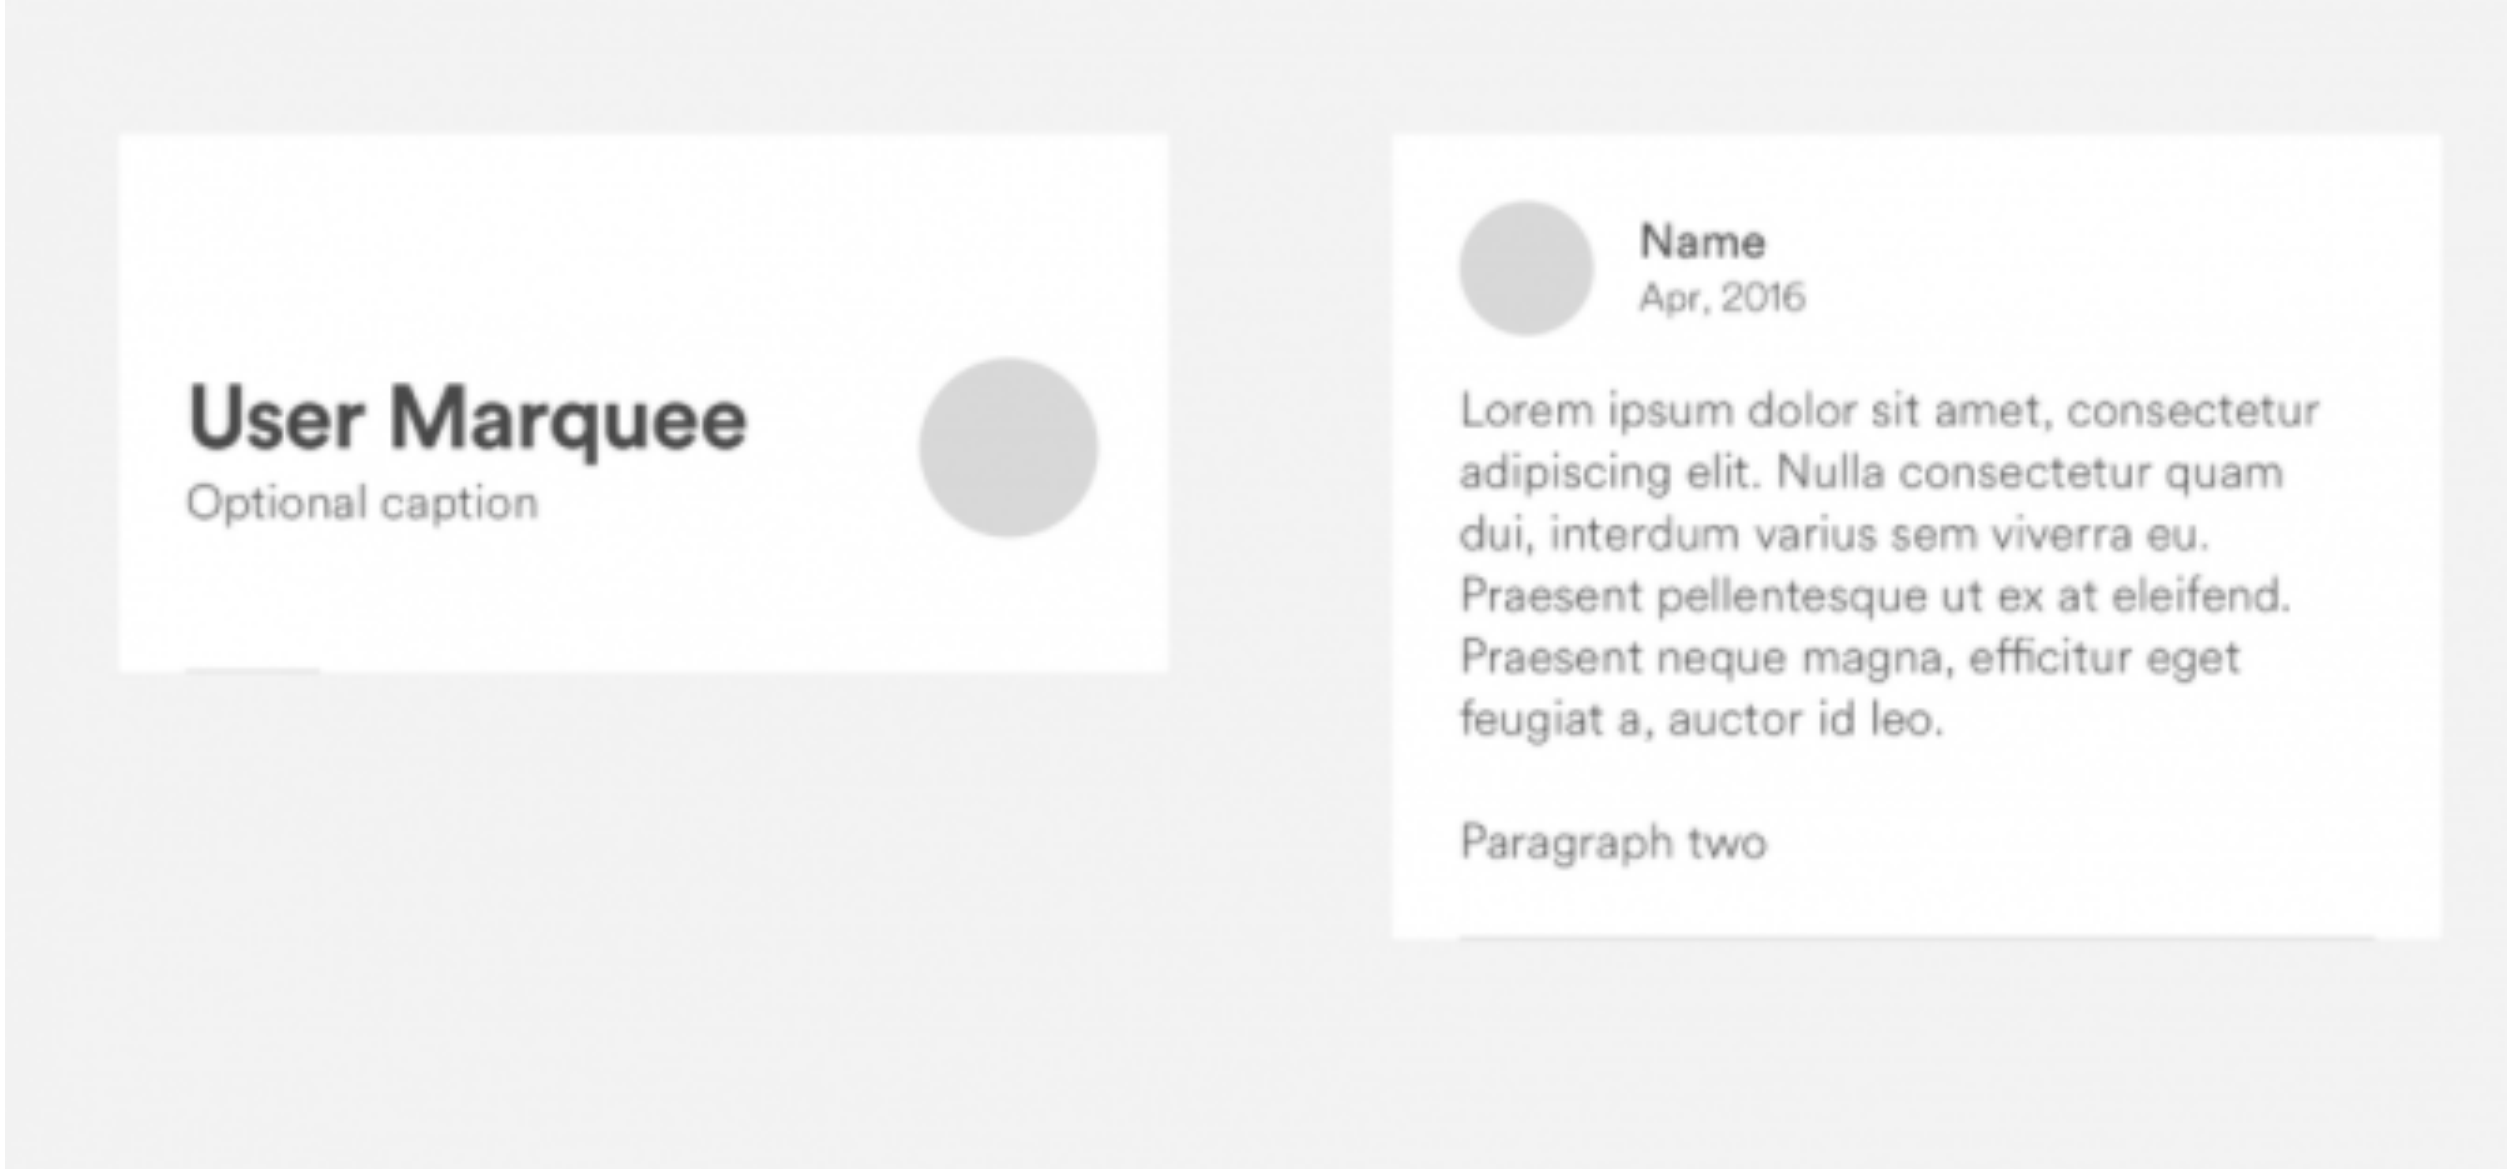 User Marquee
Optional caption
Name
Apr, 2016
Lorem ipsum dolor sit amet, consectetur
adipiscing elit. Nulla consectetur quam
dui, interdum varius sem viverra eu.
Praesent pellentesque ut ex at eleifend.
Praesent neque magna, efficitur eget
feugiat a, auctor id leo.
Paragraph two